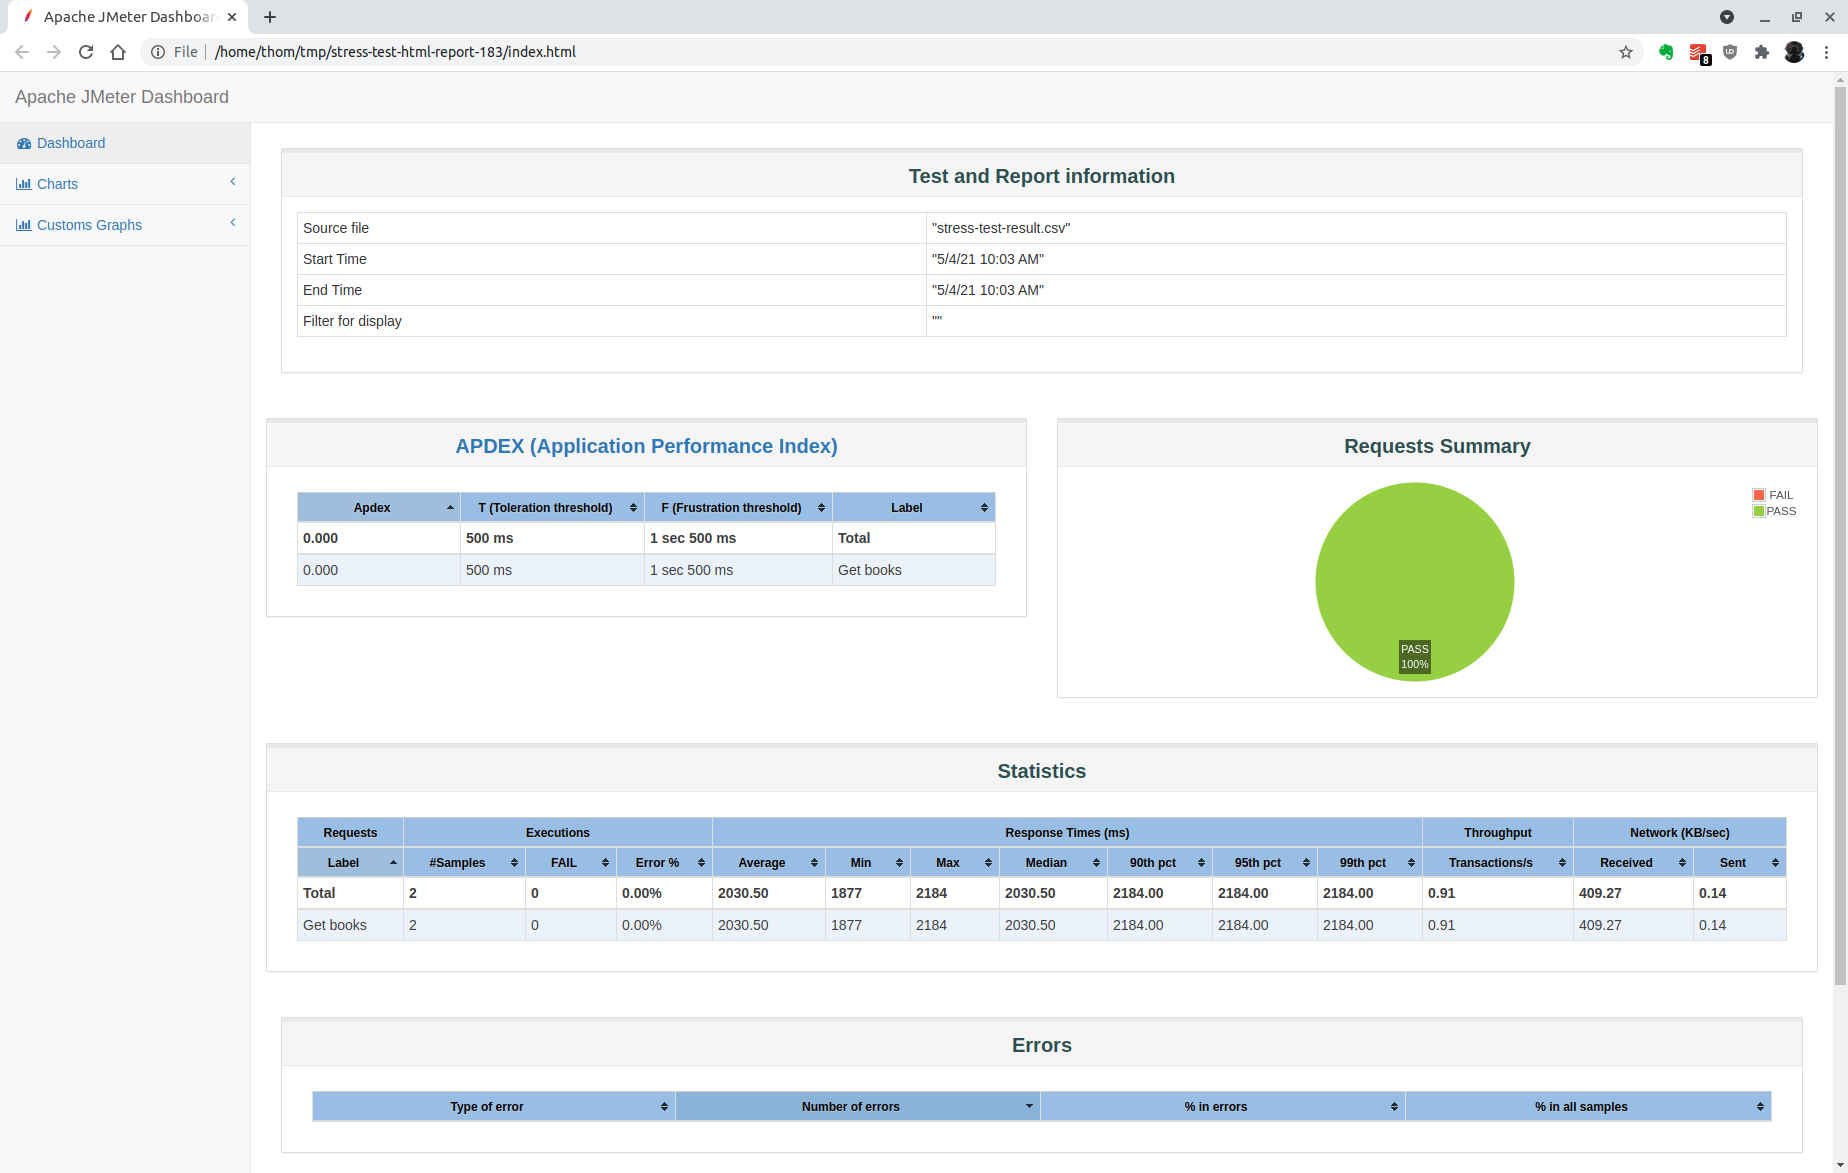 Apache JMeter Dashboar
File /home/thom/tmp/stress-test-html-report-183/index.html
8
Apache JMeter Dashboard
Dashboard
Charts
Customs Graphs
Test and Report information
Source file "stress-test-result.csv"
Start Time "5/4/21 10:03 AM"
End Time "5/4/21 10:03 AM"
Filter for display ""
APDEX (Application Performance Index)
Apdex T (Toleration threshold) F (Frustration threshold) Label
0.000 500 ms 1 sec 500 ms Total
0.000 500 ms 1 sec 500 ms Get books
Requests Summary
FAIL
PASS
PASS
100%
Statistics
Requests Executions Response Times (ms) Throughput Network (KB/sec)
Label #Samples FAIL Error % Average Min Max Median 90th pct 95th pct 99th pct Transactions/s Received Sent
Total 2 0 0.00% 2030.50 1877 2184 2030.50 2184.00 2184.00 2184.00 0.91 409.27 0.14
Get books 2 0 0.00% 2030.50 1877 2184 2030.50 2184.00 2184.00 2184.00 0.91 409.27 0.14
Errors
Type of error Number of errors % in errors % in all samples